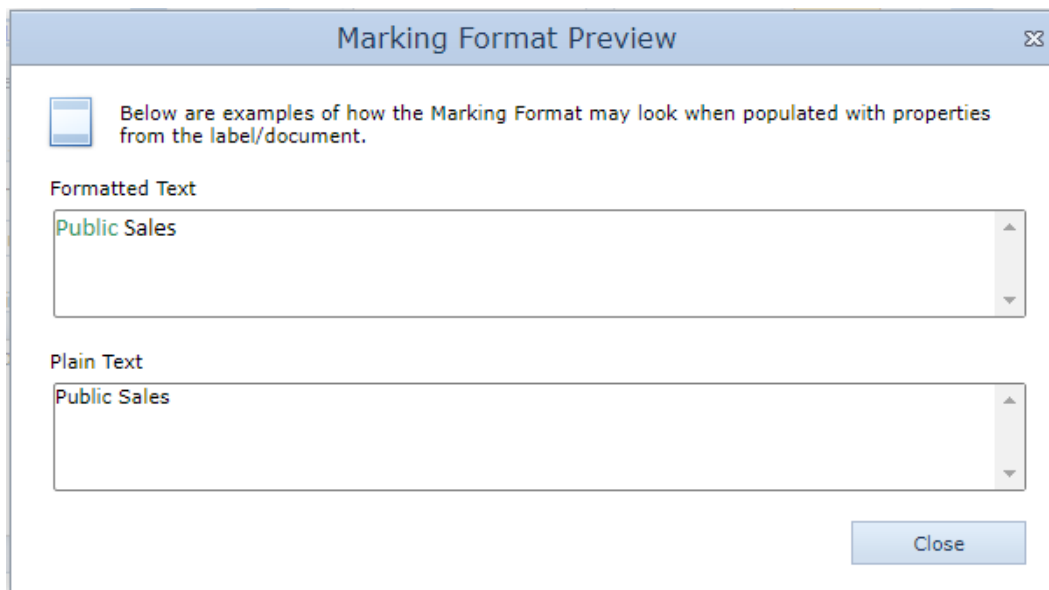 Marking Format Preview
Below are examples of how the Marking Format may look when populated with properties
from the label/document.
Formatted Text
Public Sales
Plain Text
Public Sales
Close